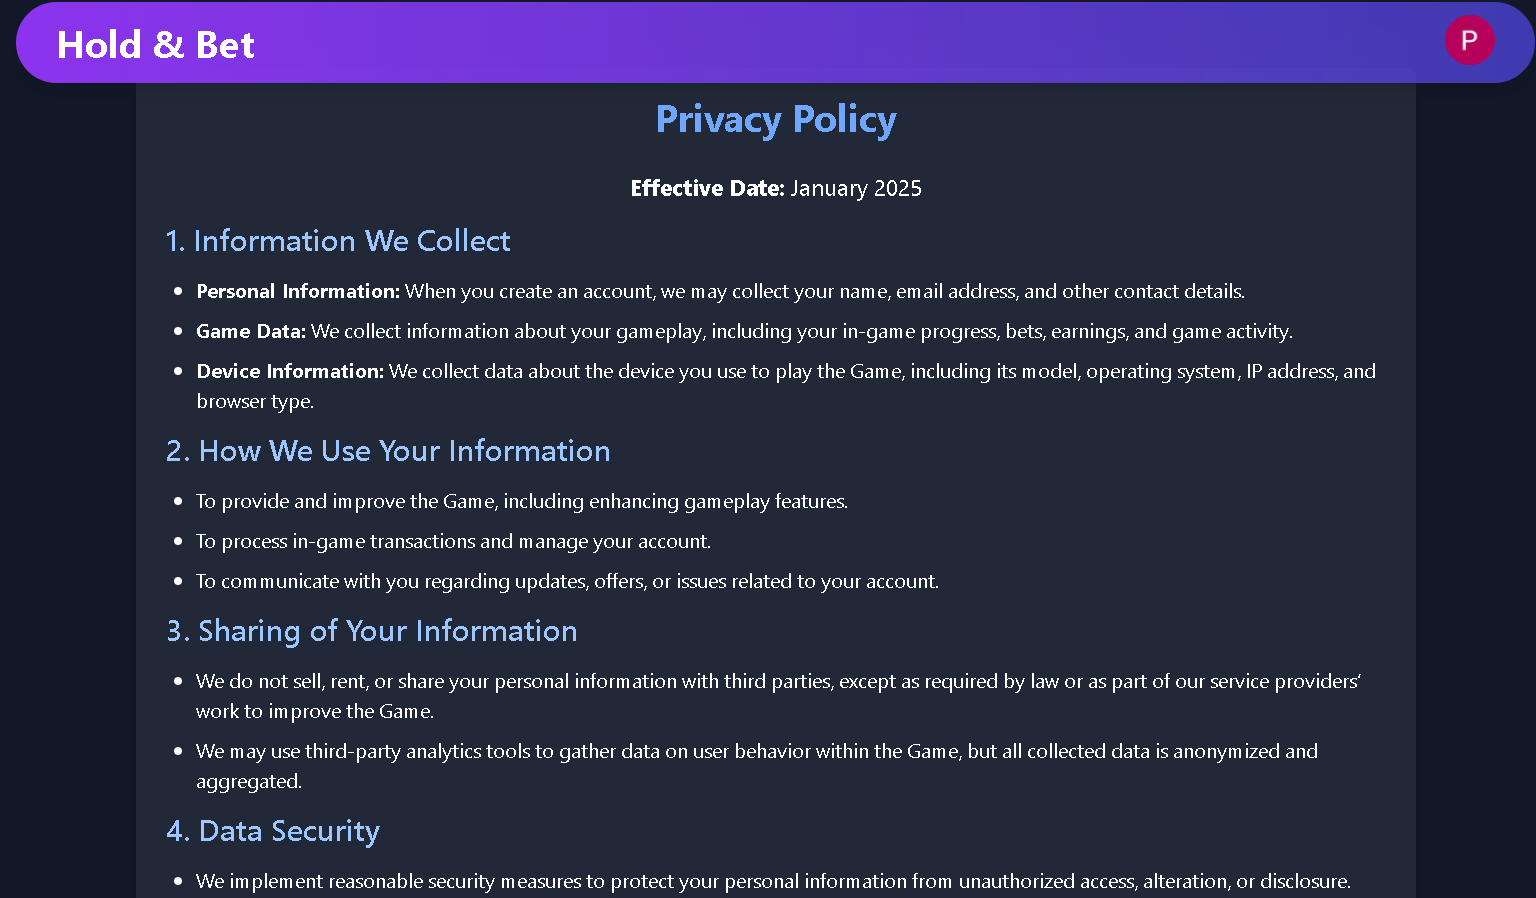 Hold & Bet
P
Privacy Policy
Effective Date: January 2025
1. Information We Collect
Personal Information: When you create an account, we may collect your name, email address, and other contact details.
Game Data: We collect information about your gameplay, including your in-game progress, bets, earnings, and game activity.
Device Information: We collect data about the device you use to play the Game, including its model, operating system, IP address, and
browser type.
2. How We Use Your Information
To provide and improve the Game, including enhancing gameplay features.
To process in-game transactions and manage your account.
To communicate with you regarding updates, offers, or issues related to your account.
3. Sharing of Your Information
We do not sell, rent, or share your personal information with third parties, except as required by law or as part of our service providers’
work to improve the Game.
We may use third-party analytics tools to gather data on user behavior within the Game, but all collected data is anonymized and
aggregated.
4. Data Security
We implement reasonable security measures to protect your personal information from unauthorized access, alteration, or disclosure.